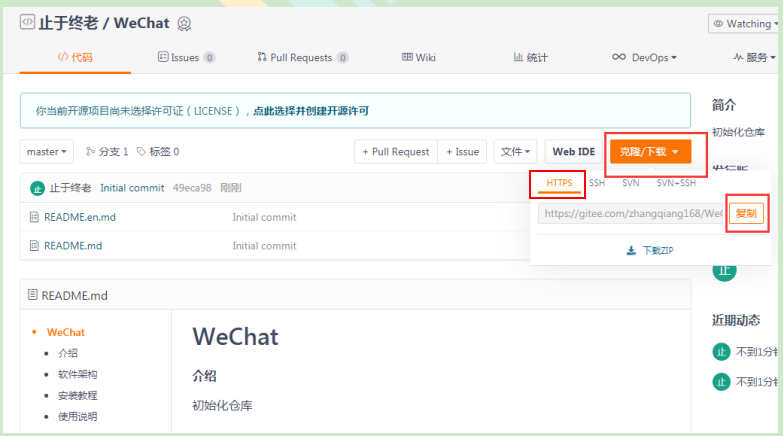 止于终老 / WeChat
Watching
代码 Issues 0 Pull Requests 0 Wiki 统计 DevOps 服务
你当前开源项目尚未选择许可证（LICENSE），点此选择并创建开源许可
简介
初始化仓库
master 分支 1 标签 0 + Pull Request + Issue 文件 Web IDE 克隆/下载
止 止于终老 Initial commit 49eca98 刚刚
HTTPS SSH SVN SVN+SSH
README.en.md Initial commit
https://gitee.com/zhangqiang168/We 复制
README.md Initial commit
下载ZIP
止
README.md
近期动态
WeChat
介绍
软件架构
安装教程
使用说明
WeChat
介绍
初始化仓库
止 不到1分
止 不到1分